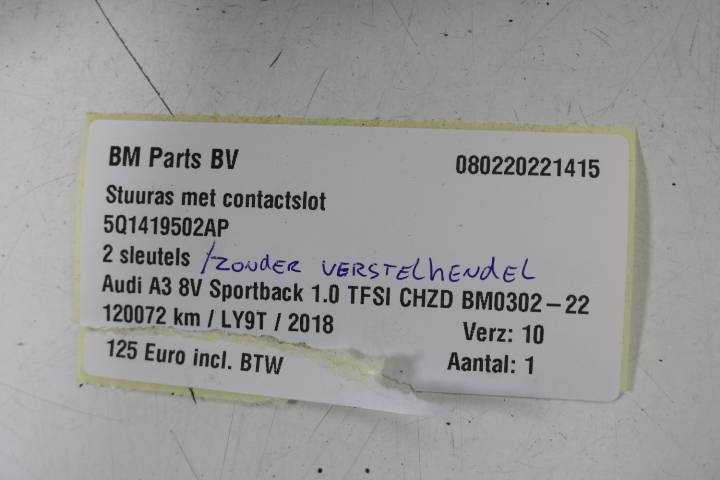 BM Parts BV 080220221415
Stuuras met contactslot
5Q1419502AP
2 sleutels /ZONDER VERSTELHENDEL
Audi A3 8V Sportback 1.0 TFSI CHZD BM0302-22
120072 km / LY9T / 2018 Verz: 10
125 Euro incl. BTW Aantal: 1